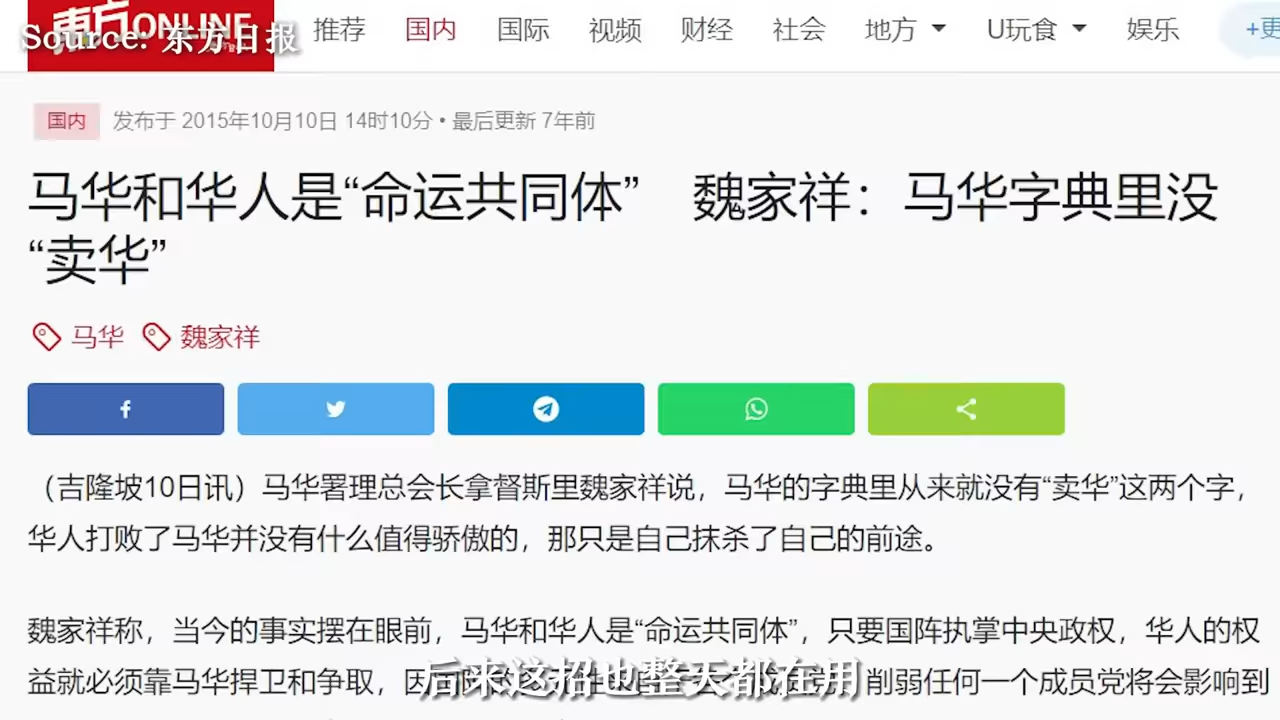 東方ONLINE
Source: 东方日报
推荐 国内 国际 视频 财经 社会 地方 U玩食 娱乐 +更
国内 发布于 2015年10月10日 14时10分 • 最后更新 7年前
马华和华人是“命运共同体” 魏家祥：马华字典里没
“卖华”
马华 魏家祥
（吉隆坡10日讯）马华署理总会长拿督斯里魏家祥说，马华的字典里从来就没有“卖华”这两个字，
华人打败了马华并没有什么值得骄傲的，那只是自己抹杀了自己的前途。
魏家祥称，当今的事实摆在眼前，马华和华人是“命运共同体”，只要国阵执掌中央政权，华人的权
益就必须靠马华捍卫和争取，因 削弱任何一个成员党将会影响到
后来这招也整天都在用